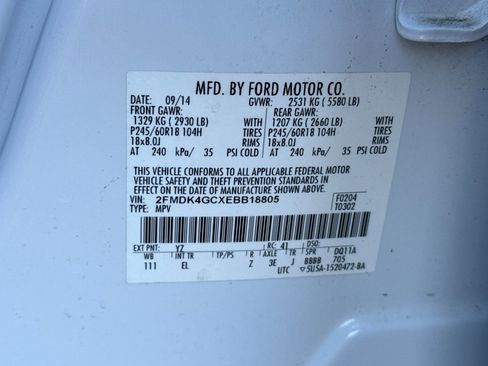 MFD. BY FORD MOTOR CO.
DATE: 09/14 GVWR: 2531 KG ( 5580 LB)
FRONT GAWR: REAR GAWR:
1329 KG ( 2930 LB) WITH 1207 KG ( 2660 LB) WITH
P245/60R18 104H TIRES P245/60R18 104H TIRES
18x8.0J RIMS 18x8.0J RIMS
AT 240 kPa/ 35 PSI COLD AT 240 kPa/ 35 PSI COLD
THIS VEHICLE CONFORMS TO ALL APPLICABLE FEDERAL MOTOR
VEHICLE SAFETY AND THEFT PREVENTION STANDARDS IN
EFFECT ON THE DATE OF MANUFACTURE SHOWN ABOVE.
VIN: 2FMDK4GCXEBB18805 F0204
TYPE: MPV T0302
EXT PNT: YZ RC: 41 DSO:
WB INT TR TP/PS R AXLE TR SPR DQ11A
111 EL Z 3E J BBBB 705
UTC ▽5USA-1520472-BA